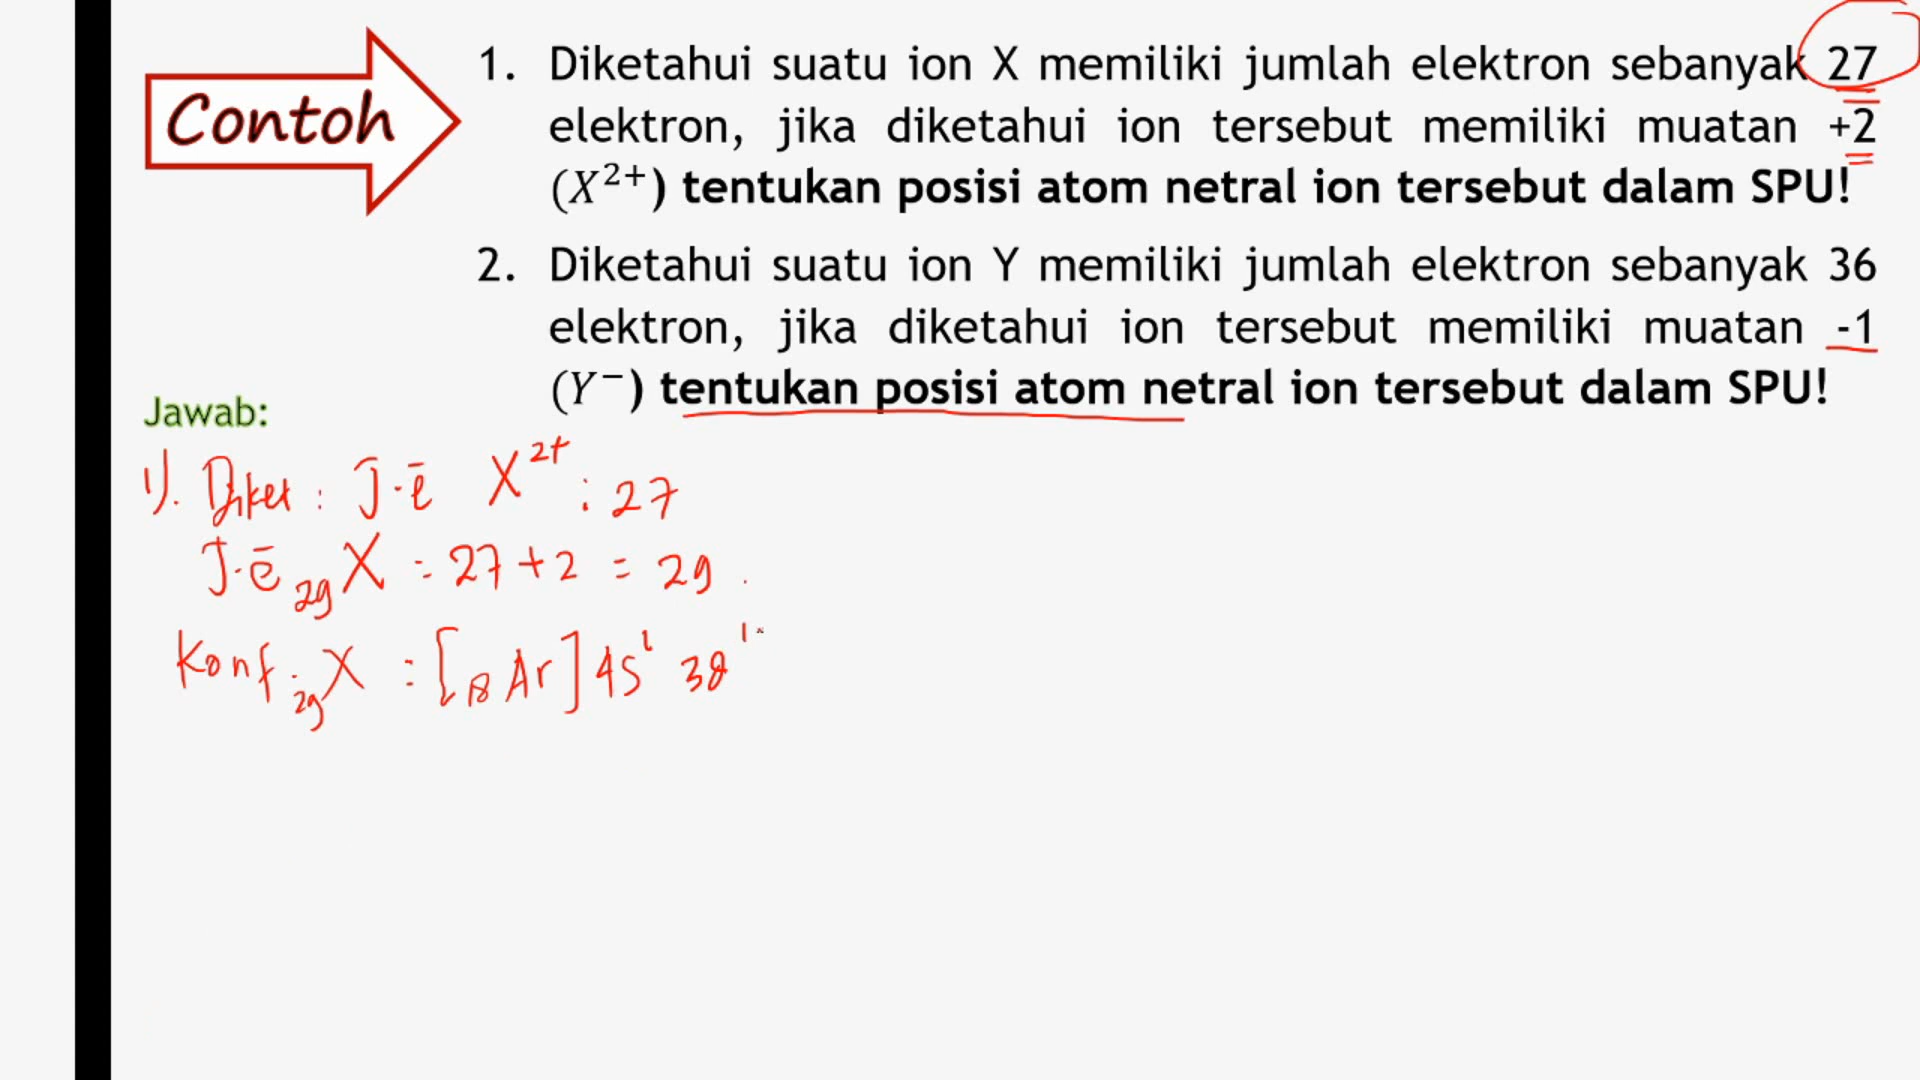 Contoh
1. Diketahui suatu ion X memiliki jumlah elektron sebanyak 27
elektron, jika diketahui ion tersebut memiliki muatan +2
(X²⁺) tentukan posisi atom netral ion tersebut dalam SPU!
2. Diketahui suatu ion Y memiliki jumlah elektron sebanyak 36
elektron, jika diketahui ion tersebut memiliki muatan -1
(Y⁻) tentukan posisi atom netral ion tersebut dalam SPU!
Jawab:
1). Diket : J.ē X²⁺ : 27
J.ē ₂₉X = 27 + 2 = 29.
Konf. ₂₉X : [₁₈Ar] 4s¹ 3d¹